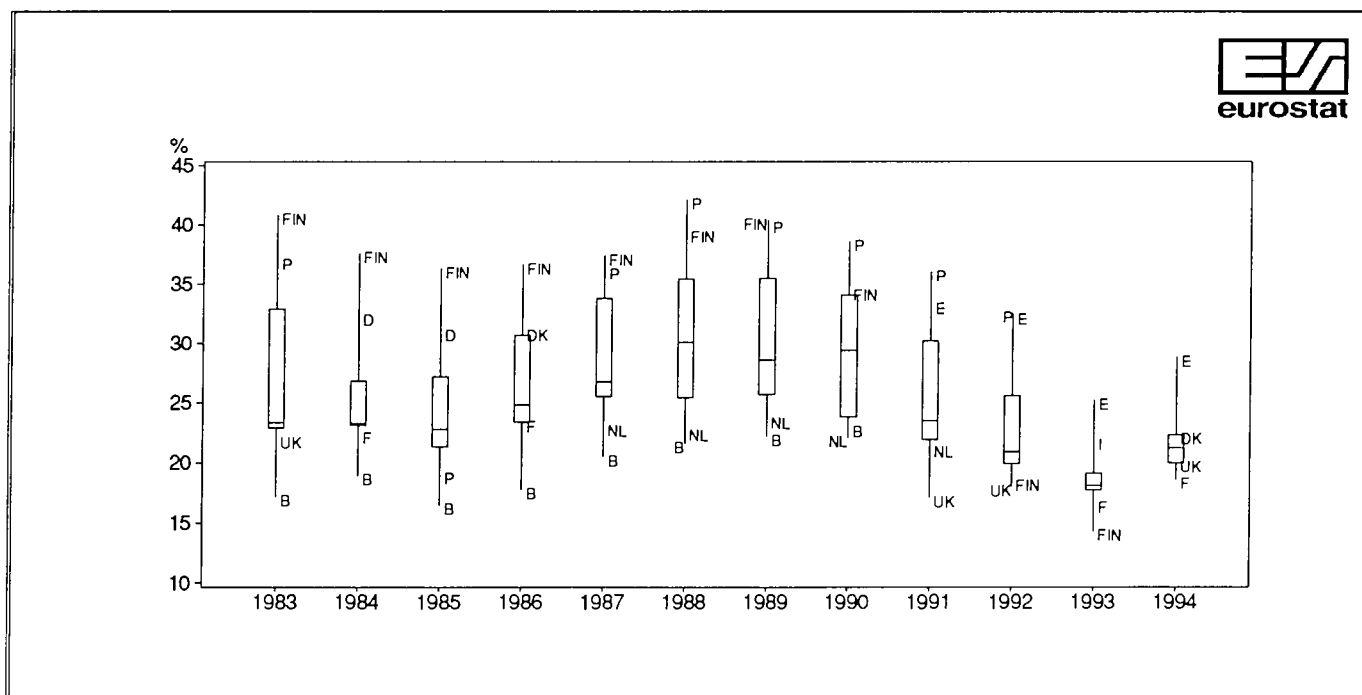 eurostat
%
45
40
35
30
25
20
15
10
FIN
P
UK
B
FIN
D
F
B
FIN
D
P
B
FIN
DK
F
B
FIN
P
NL
B
P
FIN
NL
B
FIN P
NL
B
P
FIN
NL B
P
E
NL
UK
P E
UK FIN
E
I
F
FIN
E
DK
UK
F
1983 1984 1985 1986 1987 1988 1989 1990 1991 1992 1993 1994